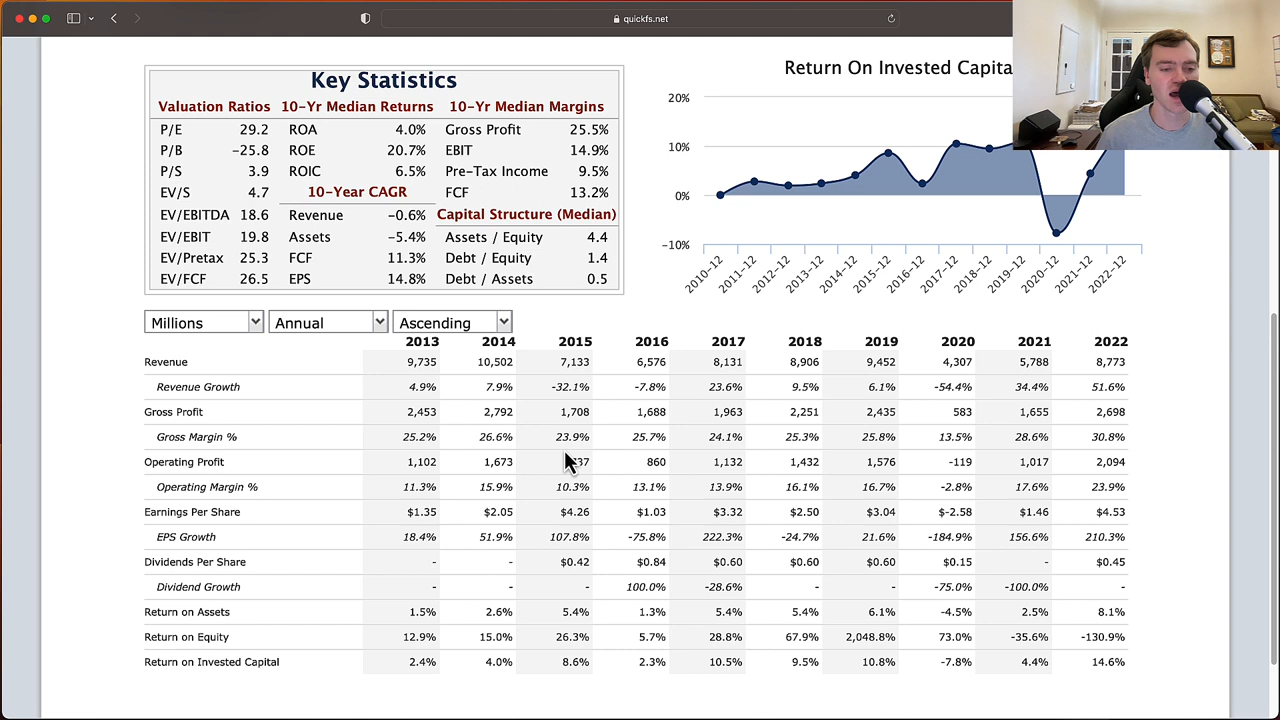 quickfs.net
Key Statistics
Valuation Ratios 10-Yr Median Returns 10-Yr Median Margins
P/E 29.2 ROA 4.0% Gross Profit 25.5%
P/B -25.8 ROE 20.7% EBIT 14.9%
P/S 3.9 ROIC 6.5% Pre-Tax Income 9.5%
EV/S 4.7 10-Year CAGR FCF 13.2%
EV/EBITDA 18.6 Revenue -0.6% Capital Structure (Median)
EV/EBIT 19.8 Assets -5.4% Assets / Equity 4.4
EV/Pretax 25.3 FCF 11.3% Debt / Equity 1.4
EV/FCF 26.5 EPS 14.8% Debt / Assets 0.5
Return On Invested Capita
20%
10%
0%
-10%
2010-12 2011-12 2012-12 2013-12 2014-12 2015-12 2016-12 2017-12 2018-12 2019-12 2020-12 2021-12 2022-12
Millions Annual Ascending
2013 2014 2015 2016 2017 2018 2019 2020 2021 2022
Revenue 9,735 10,502 7,133 6,576 8,131 8,906 9,452 4,307 5,788 8,773
Revenue Growth 4.9% 7.9% -32.1% -7.8% 23.6% 9.5% 6.1% -54.4% 34.4% 51.6%
Gross Profit 2,453 2,792 1,708 1,688 1,963 2,251 2,435 583 1,655 2,698
Gross Margin % 25.2% 26.6% 23.9% 25.7% 24.1% 25.3% 25.8% 13.5% 28.6% 30.8%
Operating Profit 1,102 1,673 37 860 1,132 1,432 1,576 -119 1,017 2,094
Operating Margin % 11.3% 15.9% 10.3% 13.1% 13.9% 16.1% 16.7% -2.8% 17.6% 23.9%
Earnings Per Share $1.35 $2.05 $4.26 $1.03 $3.32 $2.50 $3.04 $-2.58 $1.46 $4.53
EPS Growth 18.4% 51.9% 107.8% -75.8% 222.3% -24.7% 21.6% -184.9% 156.6% 210.3%
Dividends Per Share - - $0.42 $0.84 $0.60 $0.60 $0.60 $0.15 - $0.45
Dividend Growth - - - 100.0% -28.6% - - -75.0% -100.0% -
Return on Assets 1.5% 2.6% 5.4% 1.3% 5.4% 5.4% 6.1% -4.5% 2.5% 8.1%
Return on Equity 12.9% 15.0% 26.3% 5.7% 28.8% 67.9% 2,048.8% 73.0% -35.6% -130.9%
Return on Invested Capital 2.4% 4.0% 8.6% 2.3% 10.5% 9.5% 10.8% -7.8% 4.4% 14.6%